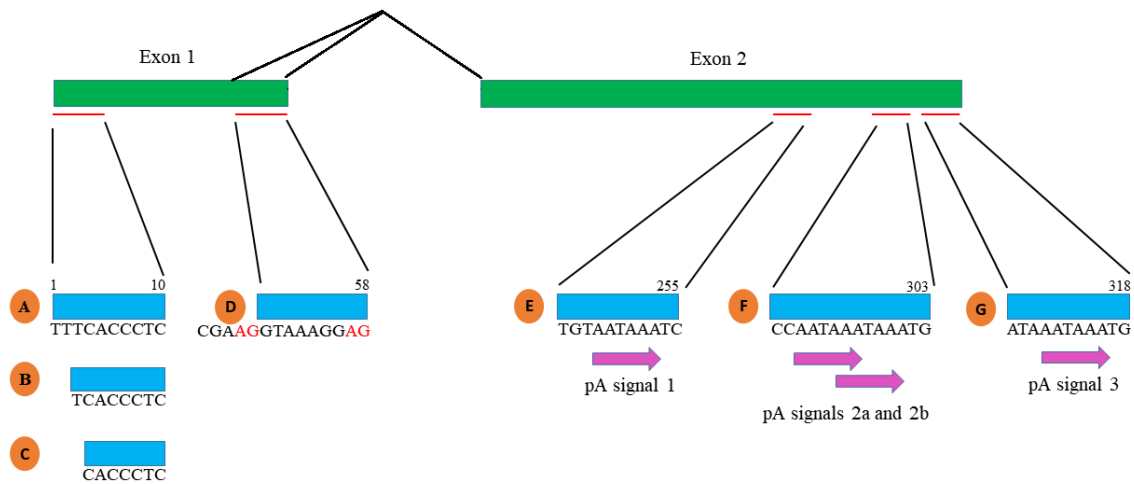 Exon 1
Exon 2
1 10
58
255
303
318
A
D
E
F
G
TTTCACCCTC
CGAAGGTAAAGGAG
TGTAATAAATC
CCAATAAATAAATG
ATAAATAAATG
pA signal 1
pA signals 2a and 2b
pA signal 3
B
TCACCCTC
C
CACCCTC